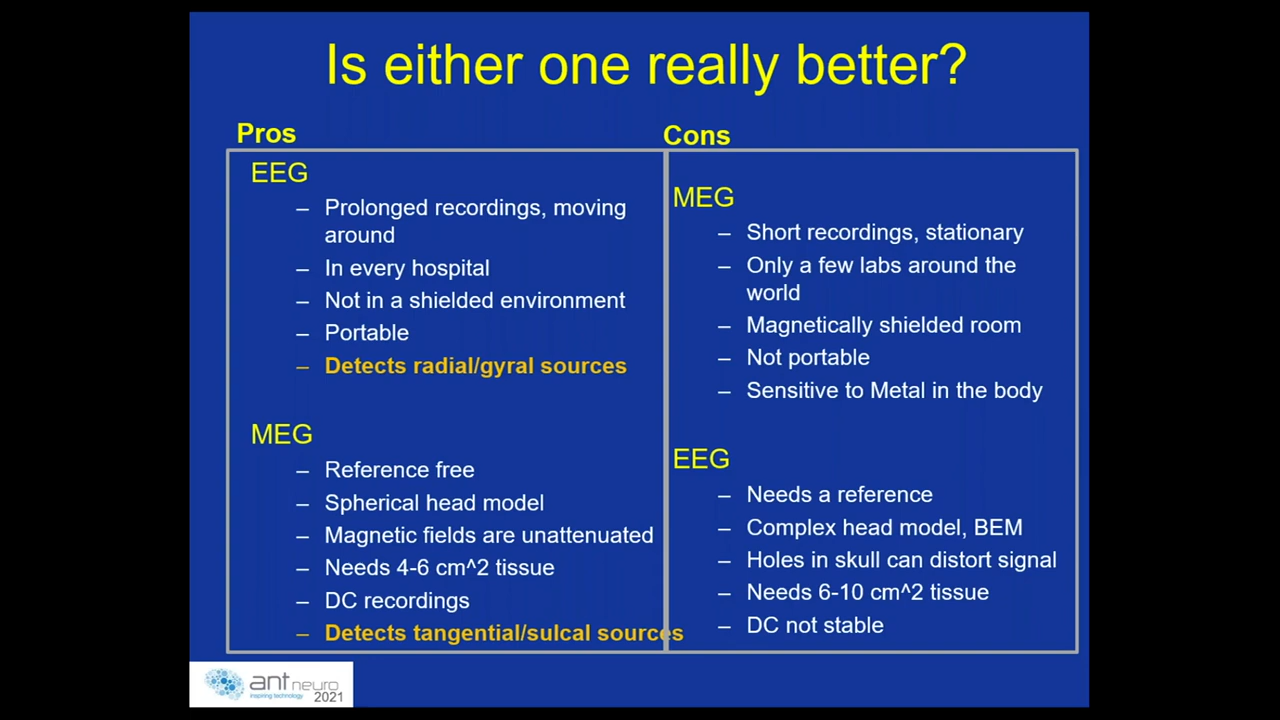 Is either one really better?
Pros
EEG
– Prolonged recordings, moving
around
– In every hospital
– Not in a shielded environment
– Portable
– Detects radial/gyral sources
MEG
– Reference free
– Spherical head model
– Magnetic fields are unattenuated
– Needs 4-6 cm^2 tissue
– DC recordings
– Detects tangential/sulcal sources
Cons
MEG
– Short recordings, stationary
– Only a few labs around the
world
– Magnetically shielded room
– Not portable
– Sensitive to Metal in the body
EEG
– Needs a reference
– Complex head model, BEM
– Holes in skull can distort signal
– Needs 6-10 cm^2 tissue
– DC not stable
ant neuro
inspiring technology
2021